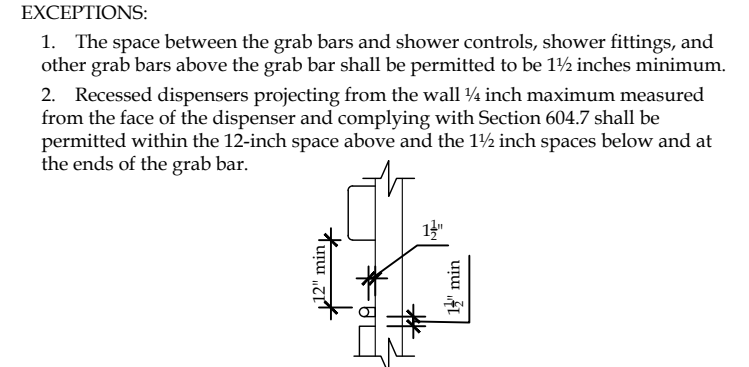 EXCEPTIONS:
1. The space between the grab bars and shower controls, shower fittings, and
other grab bars above the grab bar shall be permitted to be 1½ inches minimum.
2. Recessed dispensers projecting from the wall ¼ inch maximum measured
from the face of the dispenser and complying with Section 604.7 shall be
permitted within the 12-inch space above and the 1½ inch spaces below and at
the ends of the grab bar.
1½"
12" min
1½" min